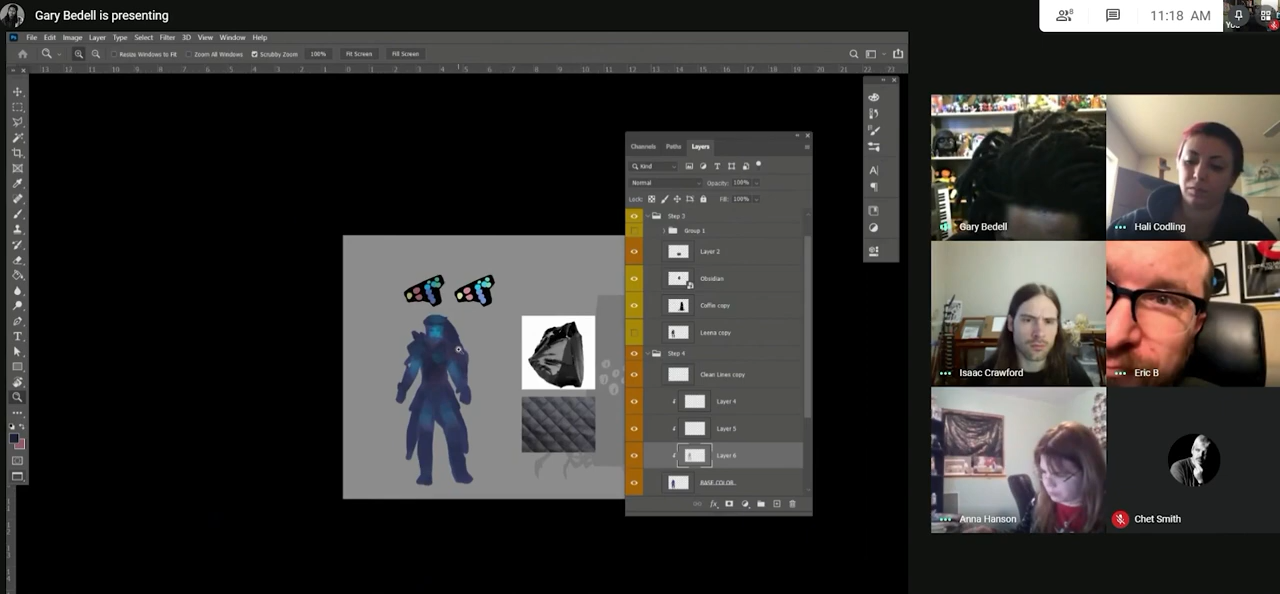 Gary Bedell is presenting
8
11:18 AM
You
Ps
File Edit Image Layer Type Select Filter 3D View Window Help
Resize Windows to Fit
Zoom All Windows
Scrubby Zoom
100%
Fit Screen
Fill Screen
Channels
Paths
Layers
Kind
Normal
Opacity: 100%
Lock:
Fill: 100%
Step 3
Group 1
Layer 2
Obsidian
Coffin copy
Leena copy
Step 4
Clean Lines copy
Layer 4
Layer 5
Layer 6
BASE COLOR
Gary Bedell
Hali Codling
Isaac Crawford
Eric B
Anna Hanson
Chet Smith